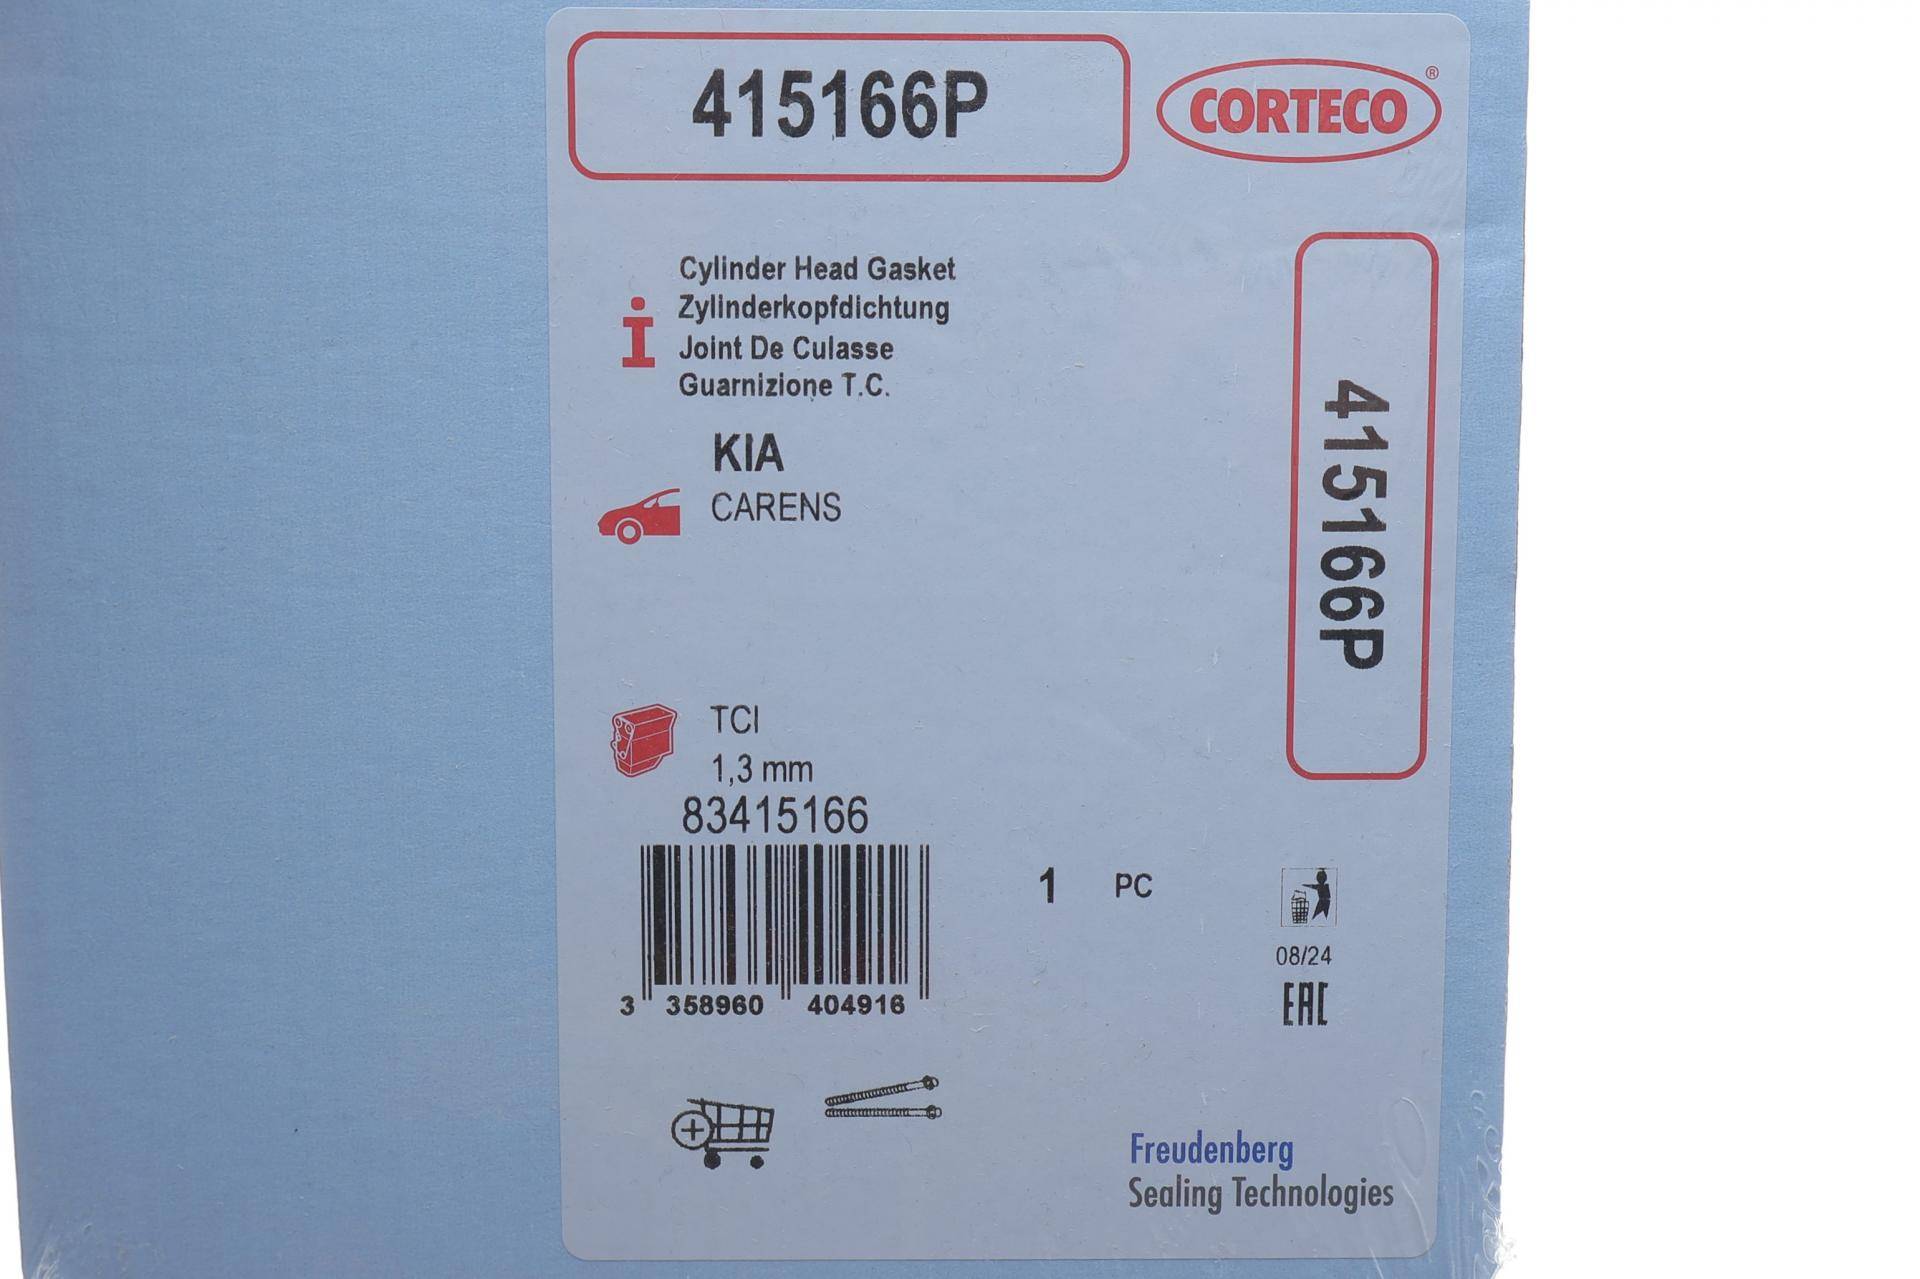 415166P
CORTECO ®
Cylinder Head Gasket
Zylinderkopfdichtung
Joint De Culasse
Guarnizione T.C.
i
KIA
CARENS
415166P
TCI
1,3 mm
83415166
3 358960 404916
1 PC
08/24
EAC
Freudenberg
Sealing Technologies